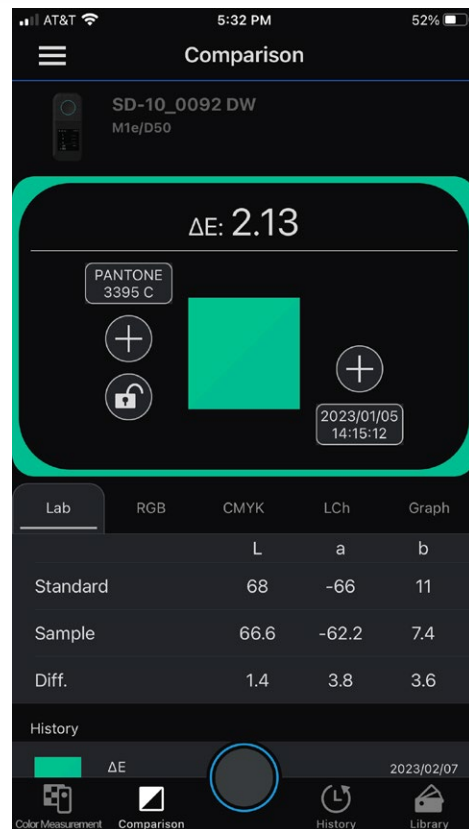 AT&T 5:32 PM 52%
Comparison
SD-10_0092 DW
M1e/D50
ΔE: 2.13
PANTONE
3395 C
2023/01/05
14:15:12
Lab RGB CMYK LCh Graph
L a b
Standard 68 -66 11
Sample 66.6 -62.2 7.4
Diff. 1.4 3.8 3.6
History
ΔE 2023/02/07
Color Measurement Comparison History Library